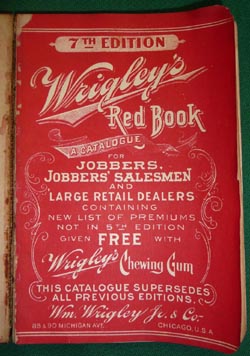 7TH EDITION
Wrigley's
Red Book
A CATALOGUE
FOR
JOBBERS,
JOBBERS' SALESMEN
AND
LARGE RETAIL DEALERS
CONTAINING
NEW LIST OF PREMIUMS
NOT IN 5TH EDITION
GIVEN FREE WITH
Wrigley's Chewing Gum
THIS CATALOGUE SUPERSEDES
ALL PREVIOUS EDITIONS.
Wm. Wrigley Jr. & Co.
88 & 90 MICHIGAN AVE. CHICAGO, U.S.A.